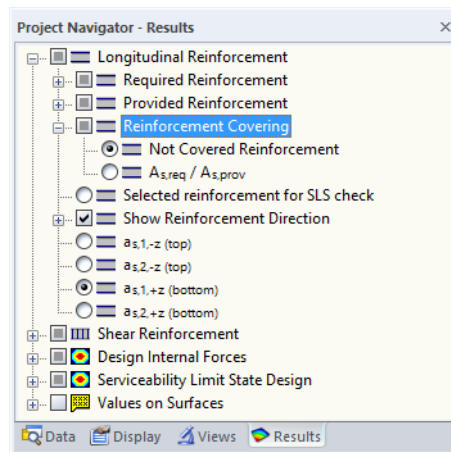 Project Navigator - Results
Longitudinal Reinforcement
Required Reinforcement
Provided Reinforcement
Reinforcement Covering
Not Covered Reinforcement
As,req / As,prov
Selected reinforcement for SLS check
Show Reinforcement Direction
as,1,-z (top)
as,2,-z (top)
as,1,+z (bottom)
as,2,+z (bottom)
Shear Reinforcement
Design Internal Forces
Serviceability Limit State Design
Values on Surfaces
Data Display Views Results